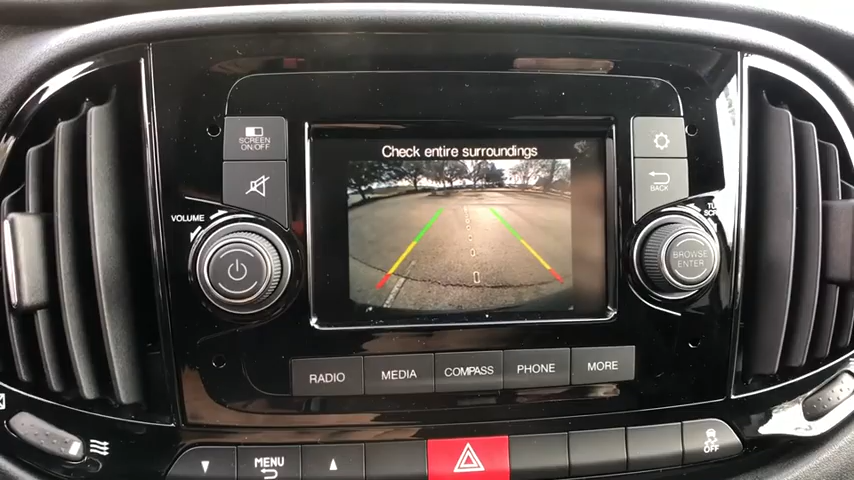 Check entire surroundings
SCREEN
ON/OFF
BACK
VOLUME
BROWSE
ENTER
RADIO
MEDIA
COMPASS
PHONE
MORE
MENU
OFF